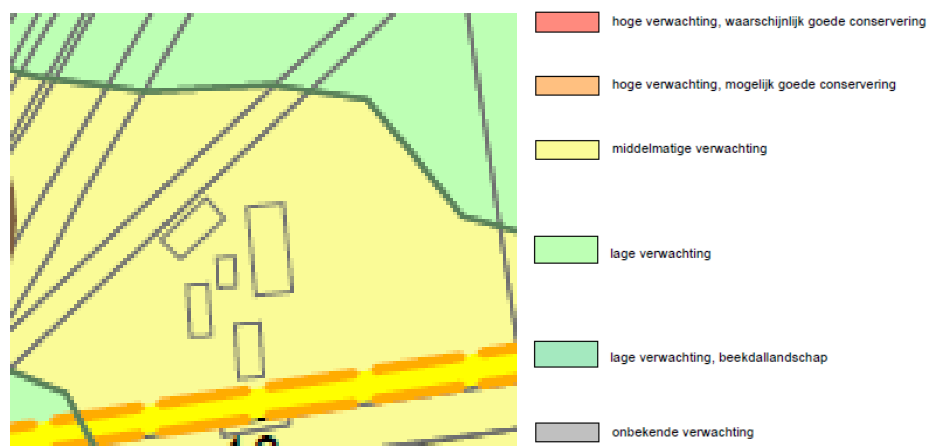 hoge verwachting, waarschijnlijk goede conservering
hoge verwachting, mogelijk goede conservering
middelmatige verwachting
lage verwachting
lage verwachting, beekdallandschap
onbekende verwachting